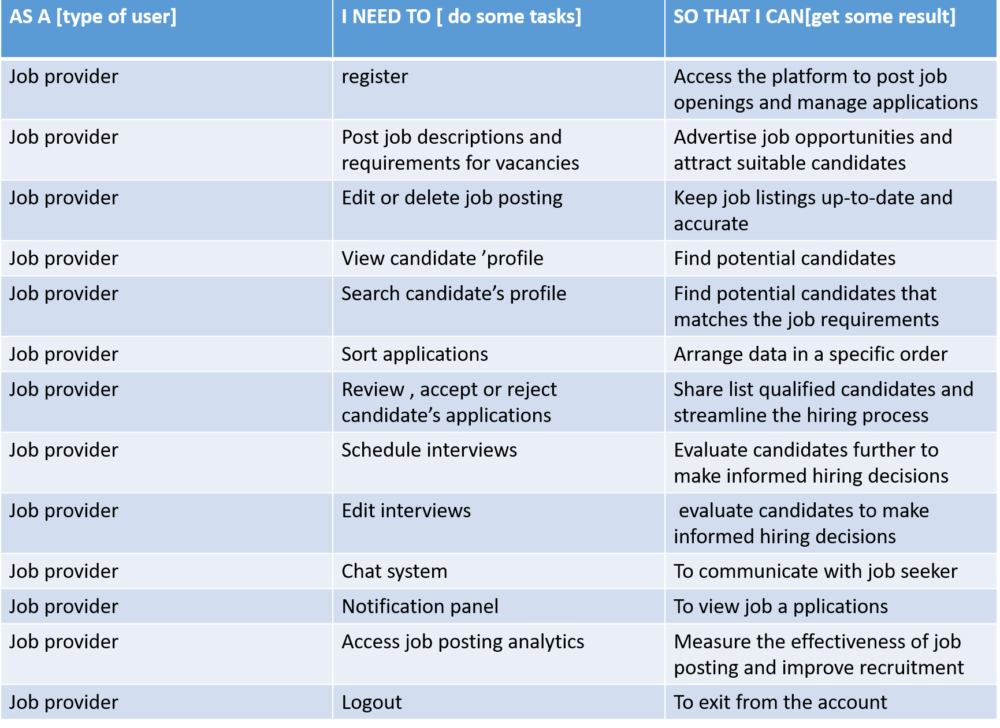 AS A [type of user] I NEED TO [ do some tasks] SO THAT I CAN[get some result]
Job provider register Access the platform to post job
openings and manage applications
Job provider Post job descriptions and Advertise job opportunities and
requirements for vacancies attract suitable candidates
Job provider Edit or delete job posting Keep job listings up-to-date and
accurate
Job provider View candidate ’profile Find potential candidates
Job provider Search candidate’s profile Find potential candidates that
matches the job requirements
Job provider Sort applications Arrange data in a specific order
Job provider Review , accept or reject Share list qualified candidates and
candidate’s applications streamline the hiring process
Job provider Schedule interviews Evaluate candidates further to
make informed hiring decisions
Job provider Edit interviews evaluate candidates to make
informed hiring decisions
Job provider Chat system To communicate with job seeker
Job provider Notification panel To view job a pplications
Job provider Access job posting analytics Measure the effectiveness of job
posting and improve recruitment
Job provider Logout To exit from the account